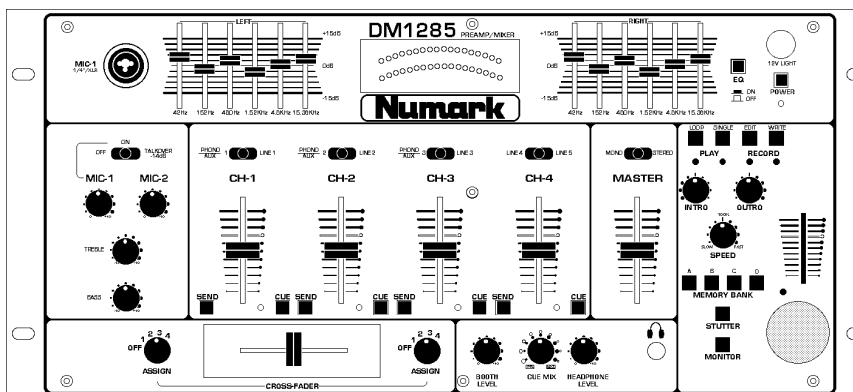 LEFT
RIGHT
DM1285 PREAMP/MIXER
MIC-1
1/4"/XLR
+15dB
0dB
-15dB
42Hz 152Hz 480Hz 1.52KHz 4.8KHz 15.36KHz
Numark
+15dB
0dB
-15dB
42Hz 152Hz 480Hz 1.52KHz 4.8KHz 15.36KHz
EQ
ON
OFF
12V LIGHT
POWER
ON
OFF
TALKOVER
-14dB
MIC-1 MIC-2
TREBLE
BASS
PHONO
AUX
1
LINE 1
CH-1
PHONO
AUX
2
LINE 2
CH-2
PHONO
AUX
3
LINE 3
CH-3
LINE 4
LINE 5
CH-4
MONO
STEREO
MASTER
SEND CUE SEND CUE SEND CUE SEND CUE
LOOP SINGLE EDIT WRITE
PLAY RECORD
INTRO OUTRO
100%
SLOW FAST
SPEED
A B C D
MEMORY BANK
STUTTER
MONITOR
OFF 1 2 3 4
ASSIGN
CROSS-FADER
OFF 1 2 3 4
ASSIGN
BOOTH
LEVEL
CUE MIX
HEADPHONE
LEVEL